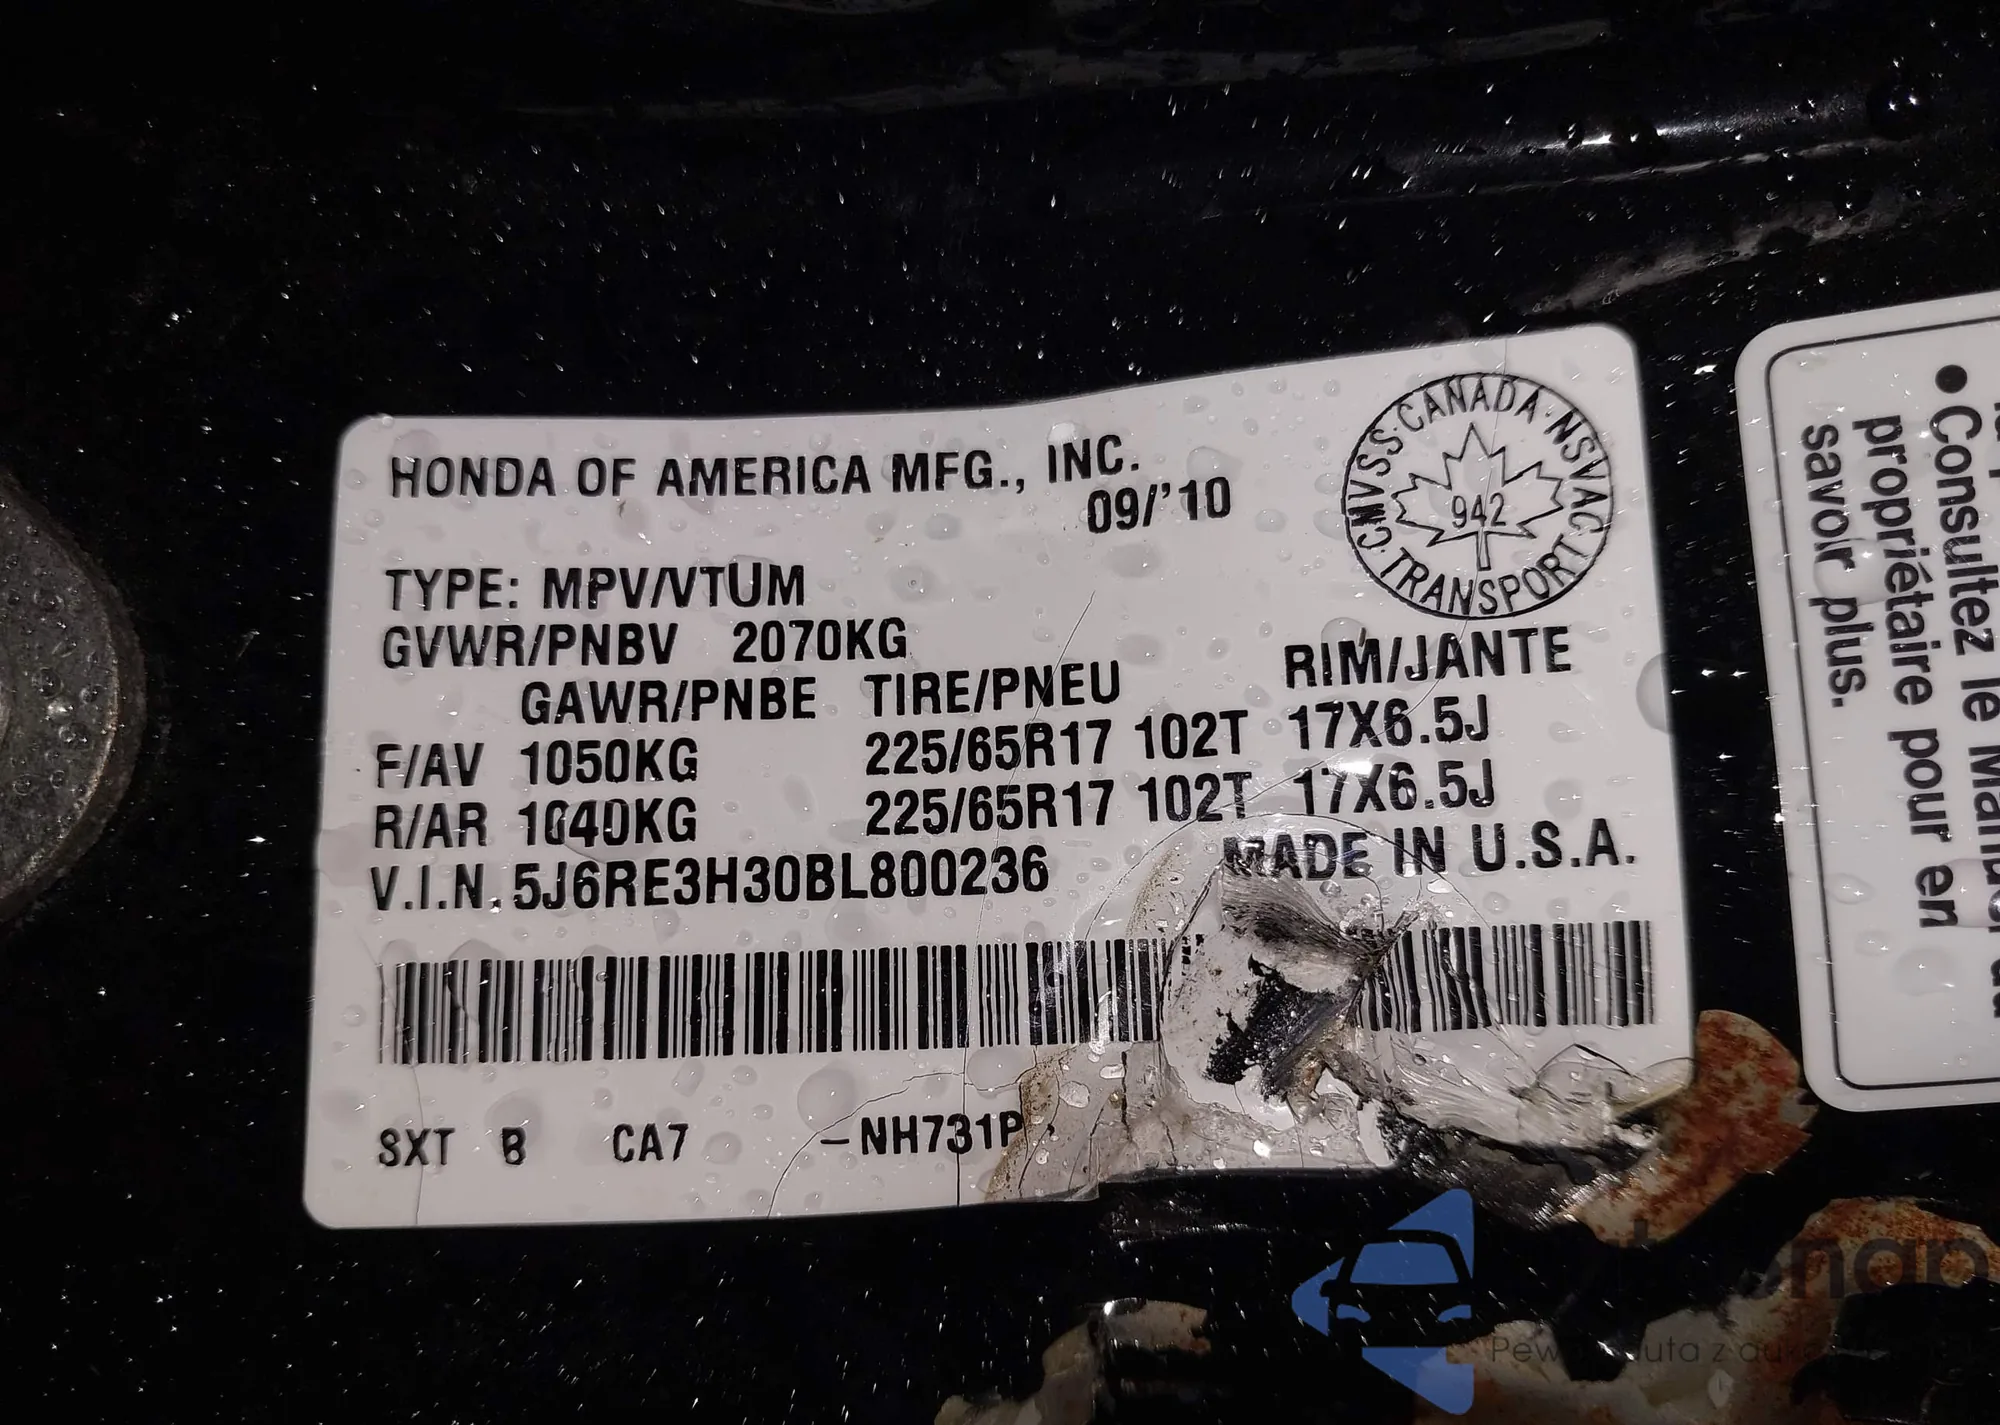 HONDA OF AMERICA MFG., INC.
09/'10
CMVSS·CANADA·NSVAC·TRANSPORT
942
TYPE: MPV/VTUM
GVWR/PNBV 2070KG
GAWR/PNBE TIRE/PNEU RIM/JANTE
F/AV 1050KG 225/65R17 102T 17X6.5J
R/AR 1040KG 225/65R17 102T 17X6.5J
V.I.N. 5J6RE3H30BL800236 MADE IN U.S.A.
SXT B CA7 -NH731P
• Consultez le Manuel du
propriétaire pour en
savoir plus.